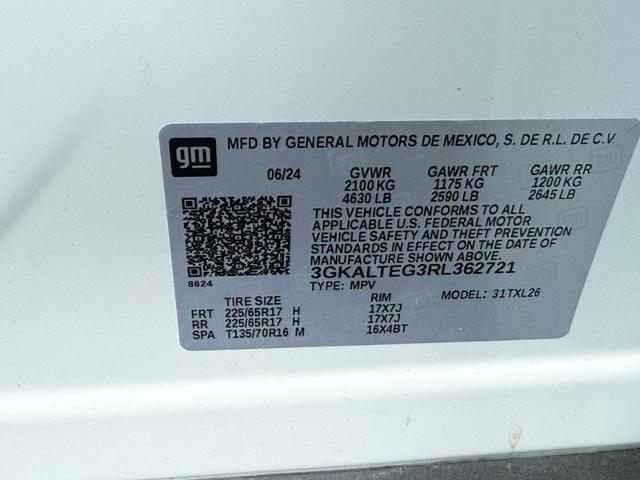 gm MFD BY GENERAL MOTORS DE MEXICO, S. DE R.L. DE C.V
06/24 GVWR GAWR FRT GAWR RR
2100 KG 1175 KG 1200 KG
4630 LB 2590 LB 2645 LB
THIS VEHICLE CONFORMS TO ALL
APPLICABLE U.S. FEDERAL MOTOR
VEHICLE SAFETY AND THEFT PREVENTION
STANDARDS IN EFFECT ON THE DATE OF
MANUFACTURE SHOWN ABOVE.
3GKALTEG3RL362721
8624
TYPE: MPV MODEL: 31TXL26
TIRE SIZE RIM
FRT 225/65R17 H 17X7J
RR 225/65R17 H 17X7J
SPA T135/70R16 M 16X4BT